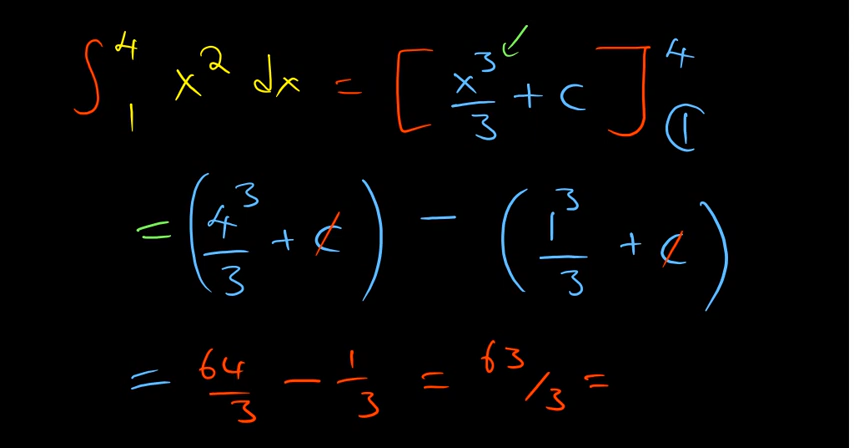 ∫₁⁴ x² dx = [ x³/3 + c ]₁⁴
= ( 4³/3 + c ) − ( 1³/3 + c )
= 64/3 − 1/3 = 63/3 =